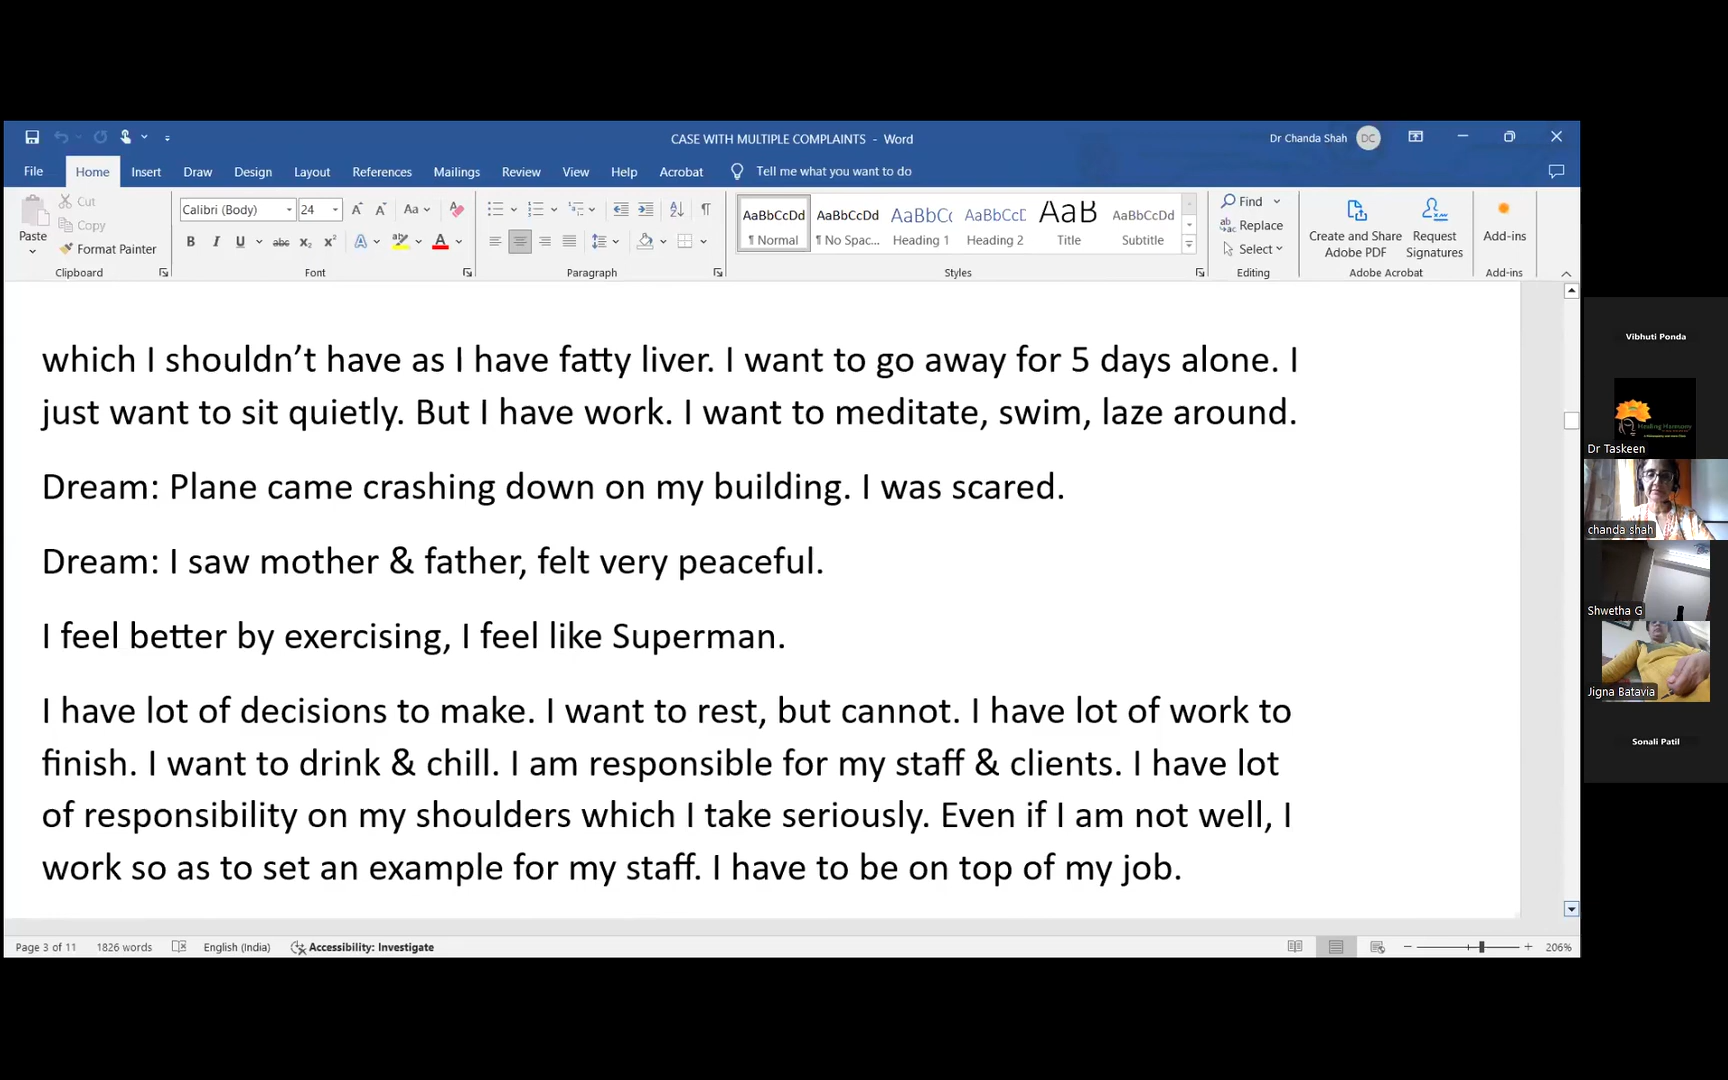 CASE WITH MULTIPLE COMPLAINTS - Word
Dr Chanda Shah
DC
File
Home
Insert
Draw
Design
Layout
References
Mailings
Review
View
Help
Acrobat
Tell me what you want to do
Paste
Cut
Copy
Format Painter
Clipboard
Calibri (Body)
24
Font
Paragraph
AaBbCcDd
¶ Normal
AaBbCcDd
¶ No Spac...
AaBbCc
Heading 1
AaBbCcD
Heading 2
AaB
Title
AaBbCcDd
Subtitle
Styles
Find
Replace
Select
Editing
Create and Share
Adobe PDF
Request
Signatures
Adobe Acrobat
Add-ins
Add-ins
which I shouldn’t have as I have fatty liver. I want to go away for 5 days alone. I
just want to sit quietly. But I have work. I want to meditate, swim, laze around.
Dream: Plane came crashing down on my building. I was scared.
Dream: I saw mother & father, felt very peaceful.
I feel better by exercising, I feel like Superman.
I have lot of decisions to make. I want to rest, but cannot. I have lot of work to
finish. I want to drink & chill. I am responsible for my staff & clients. I have lot
of responsibility on my shoulders which I take seriously. Even if I am not well, I
work so as to set an example for my staff. I have to be on top of my job.
Page 3 of 11
1826 words
English (India)
Accessibility: Investigate
206%
Vibhuti Ponda
Healing Harmony
Dr Taskeen
chanda shah
Shwetha G
Jigna Batavia
Sonali Patil